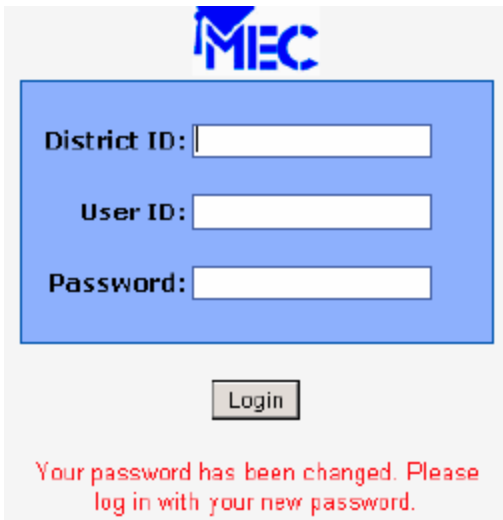 MEC
District ID:
User ID:
Password:
Login
Your password has been changed. Please
log in with your new password.